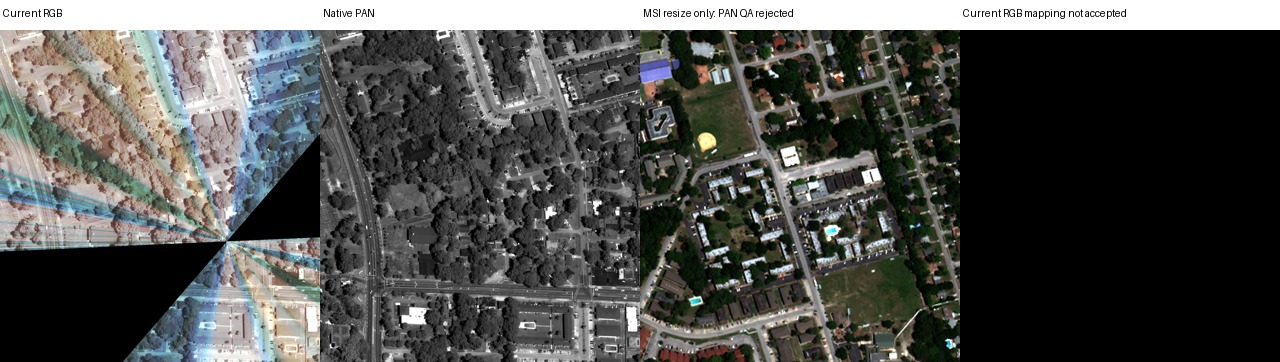 Current RGB
Native PAN
MSI resize only: PAN QA rejected
Current RGB mapping not accepted